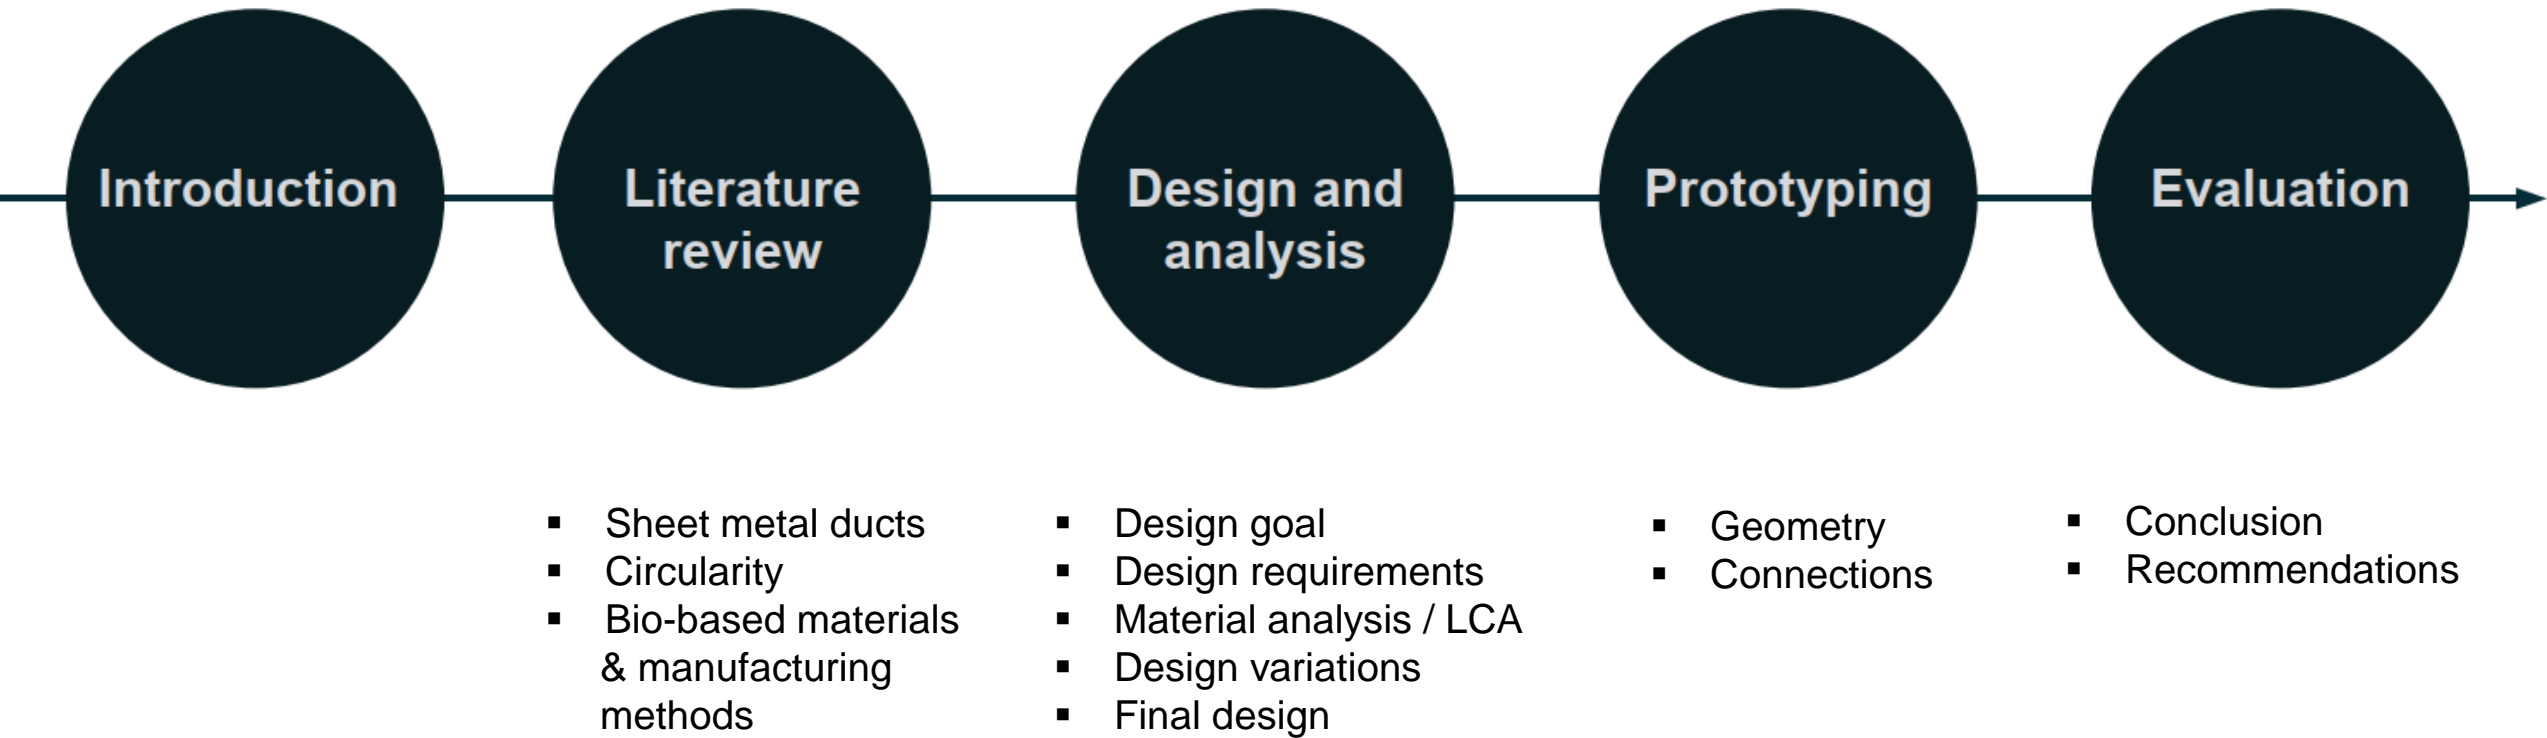 Introduction
Literature
review
Design and
analysis
Prototyping
Evaluation
▪ Sheet metal ducts
▪ Circularity
▪ Bio-based materials
& manufacturing
methods
▪ Design goal
▪ Design requirements
▪ Material analysis / LCA
▪ Design variations
▪ Final design
▪ Geometry
▪ Connections
▪ Conclusion
▪ Recommendations